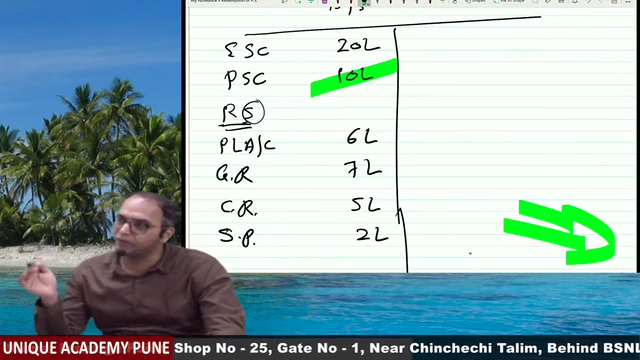 ESC 20L
PSC 10L
RS
PL A/C 6L
G.R 7L
C.R. 5L
S.P. 2L
UNIQUE ACADEMY PUNE Shop No - 25, Gate No - 1, Near Chinchechi Talim, Behind BSNL